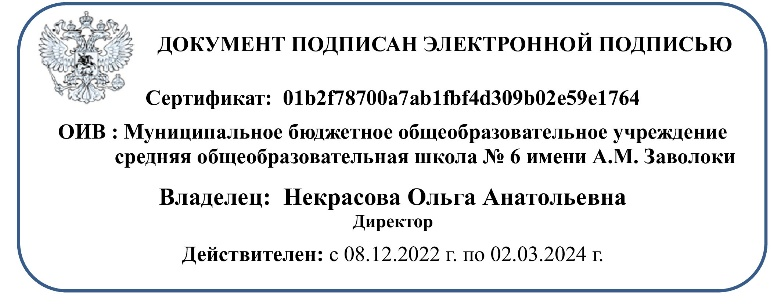 ДОКУМЕНТ ПОДПИСАН ЭЛЕКТРОННОЙ ПОДПИСЬЮ
Сертификат: 01b2f78700a7ab1fbf4d309b02e59e1764
ОИВ : Муниципальное бюджетное общеобразовательное учреждение
средняя общеобразовательная школа № 6 имени А.М. Заволоки
Владелец: Некрасова Ольга Анатольевна
Директор
Действителен: с 08.12.2022 г. по 02.03.2024 г.